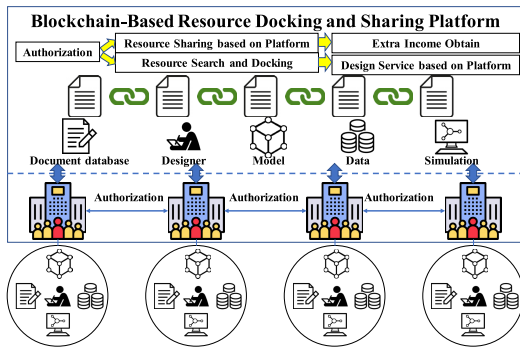 Blockchain-Based Resource Docking and Sharing Platform
Authorization
Resource Sharing based on Platform
Extra Income Obtain
Resource Search and Docking
Design Service based on Platform
Document database
Designer
Model
Data
Simulation
Authorization
Authorization
Authorization